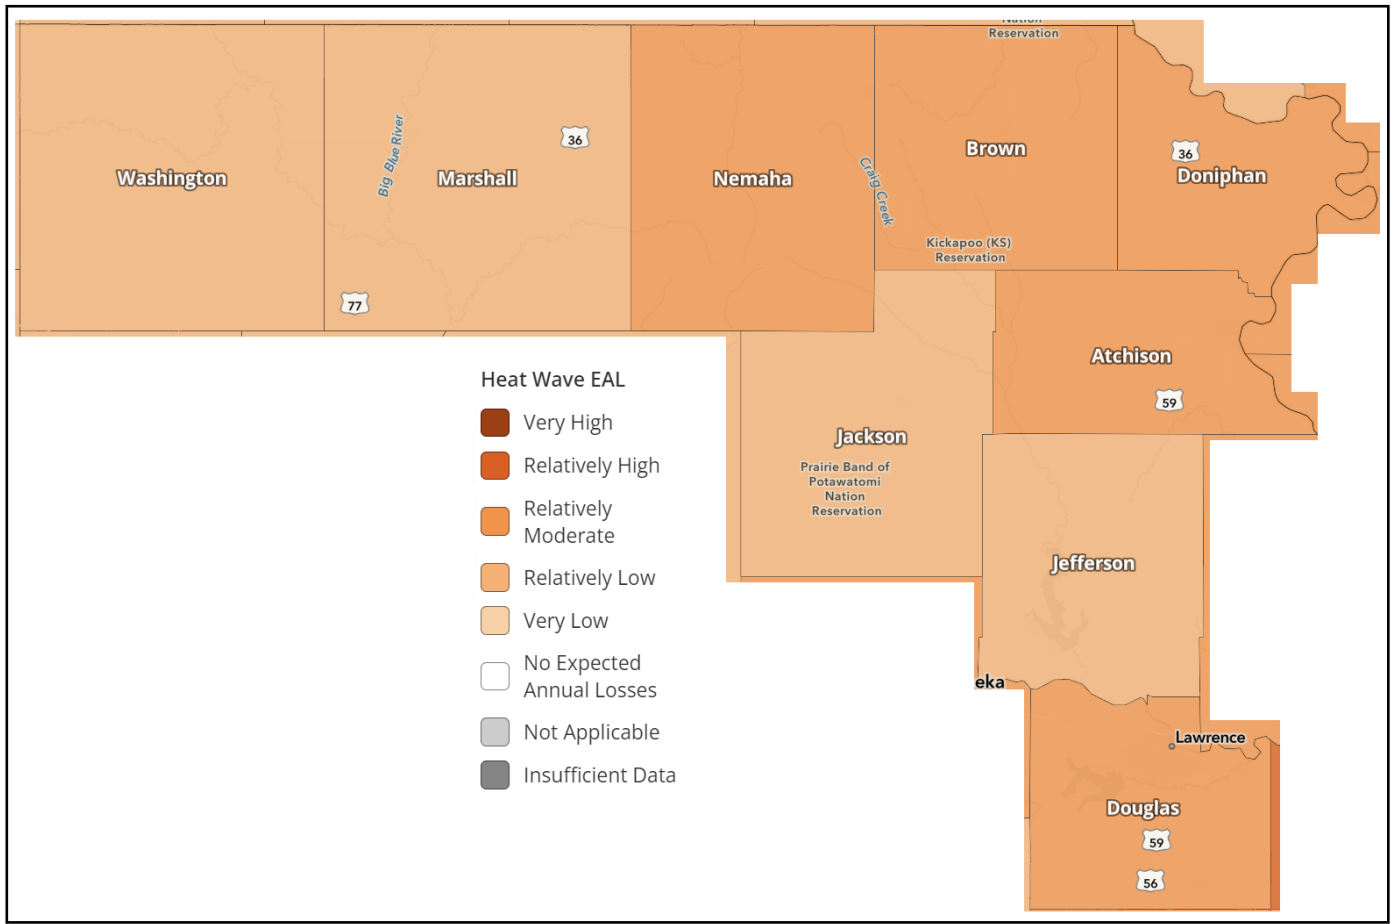 Nation
Reservation
36
Big Blue River
Washington
Marshall
Nemaha
Craig Creek
Brown
36
Doniphan
Kickapoo (KS)
Reservation
77
Atchison
59
Jackson
Prairie Band of
Potawatomi
Nation
Reservation
Jefferson
eka
Lawrence
Douglas
59
56
Heat Wave EAL
Very High
Relatively High
Relatively
Moderate
Relatively Low
Very Low
No Expected
Annual Losses
Not Applicable
Insufficient Data